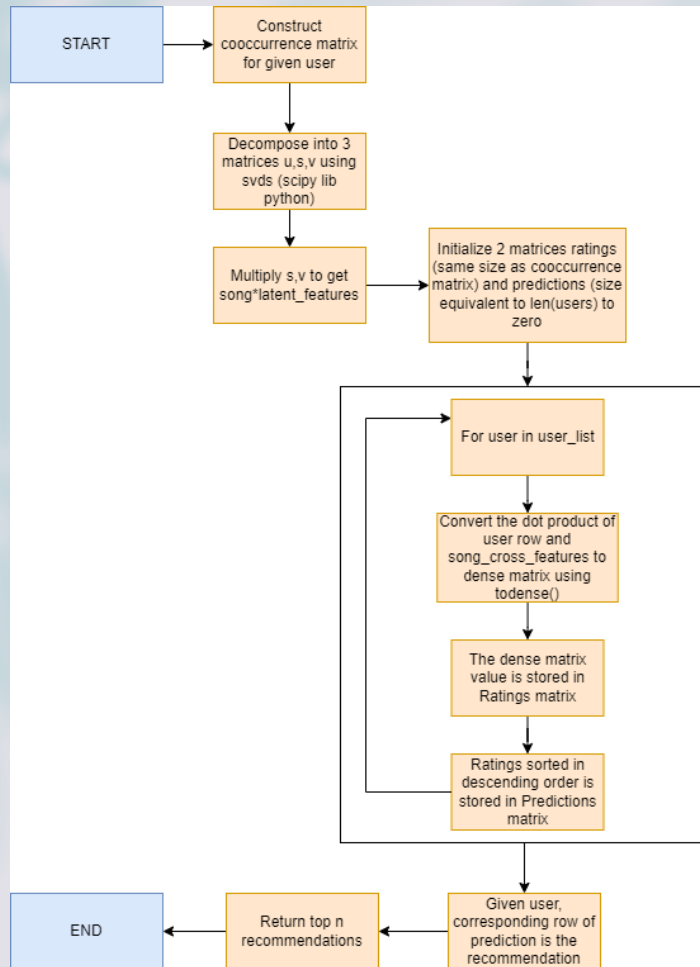 START
Construct
cooccurrence matrix
for given user
Decompose into 3
matrices u,s,v using
svds (scipy lib
python)
Multiply s,v to get
song*latent_features
Initialize 2 matrices ratings
(same size as cooccurrence
matrix) and predictions (size
equivalent to len(users) to
zero
For user in user_list
Convert the dot product of
user row and
song_cross_features to
dense matrix using
todense()
The dense matrix
value is stored in
Ratings matrix
Ratings sorted in
descending order is
stored in Predictions
matrix
Given user,
corresponding row of
prediction is the
recommendation
Return top n
recommendations
END